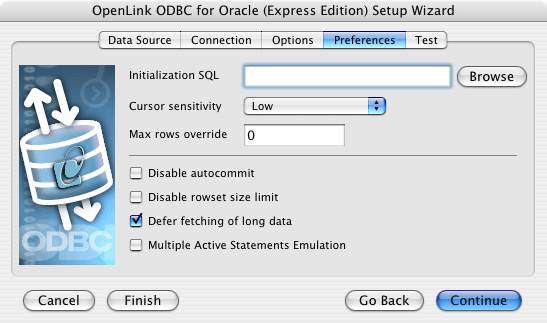 OpenLink ODBC for Oracle (Express Edition) Setup Wizard
Data Source Connection Options Preferences Test
Initialization SQL Browse
Cursor sensitivity Low
Max rows override 0
Disable autocommit
Disable rowset size limit
Defer fetching of long data
Multiple Active Statements Emulation
ODBC
Cancel Finish Go Back Continue